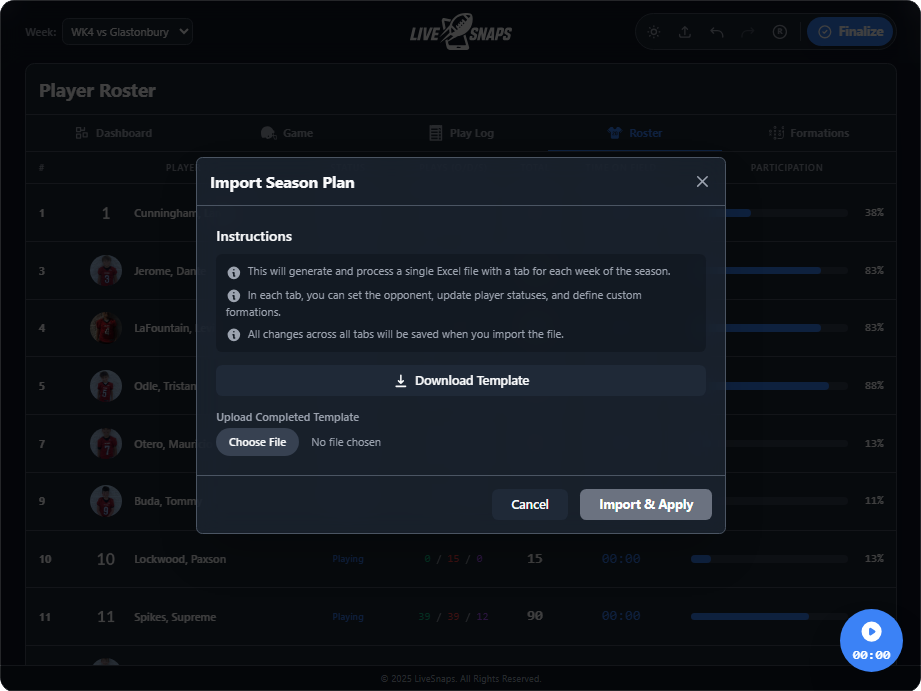 Week: WK4 vs Glastonbury
LIVE SNAPS
Finalize
Player Roster
Dashboard Game Play Log Roster Formations
# PLAYE PARTICIPATION
Import Season Plan
1 1 Cunningham, 38%
Instructions
This will generate and process a single Excel file with a tab for each week of the season.
3 Jerome, Dan 83%
In each tab, you can set the opponent, update player statuses, and define custom
formations.
4 LaFountain, 83%
All changes across all tabs will be saved when you import the file.
Download Template
5 Odle, Tristan 88%
Upload Completed Template
Choose File No file chosen
7 Otero, Mauri 13%
9 Buda, Tommy 11%
Cancel Import & Apply
10 10 Lockwood, Paxson Playing 0 / 15 / 0 15 00:00 13%
11 11 Spikes, Supreme Playing 39 / 39 / 12 90 00:00
00:00
© 2025 LiveSnaps. All Rights Reserved.